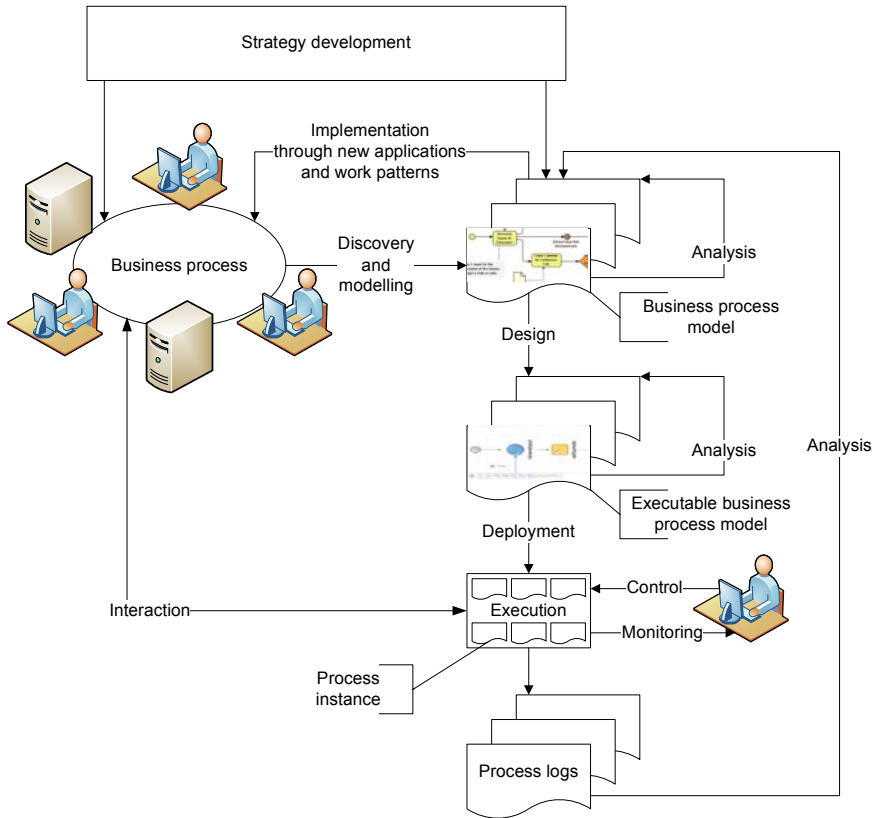 Strategy development
Implementation
through new applications
and work patterns
Business process
Discovery
and
modelling
Analysis
Business process
model
Design
Analysis
Analysis
Executable business
process model
Deployment
Interaction
Execution
Control
Monitoring
Process
instance
Process logs